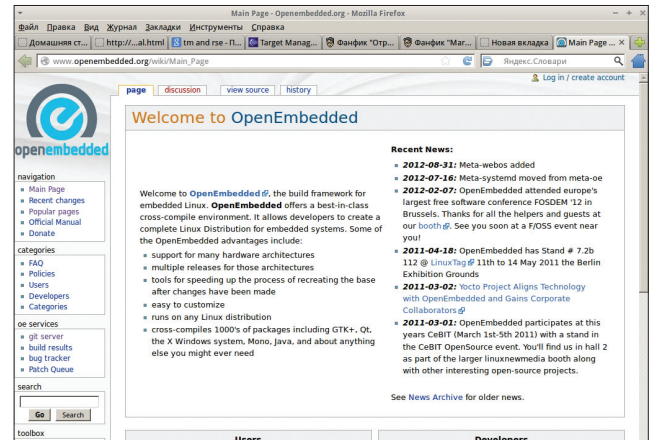 Main Page - Openembedded.org - Mozilla Firefox
Файл Правка Вид Журнал Закладки Инструменты Справка
Домашняя ст... http://...al.html tm and rse - П... Target Manag... Фанфик "Отр... Фанфик "Маг... Новая вкладка Main Page ...
www.openembedded.org/wiki/Main_Page
Яндекс.Словари
Log in / create account
page discussion view source history
openembedded
navigation
Main Page
Recent changes
Popular pages
Official Manual
Donate
categories
FAQ
Policies
Users
Developers
Categories
oe services
git server
build results
bug tracker
Patch Queue
search
Go Search
toolbox
Welcome to OpenEmbedded
Welcome to OpenEmbedded, the build framework for
embedded Linux. OpenEmbedded offers a best-in-class
cross-compile environment. It allows developers to create a
complete Linux Distribution for embedded systems. Some of
the OpenEmbedded advantages include:
support for many hardware architectures
multiple releases for those architectures
tools for speeding up the process of recreating the base
after changes have been made
easy to customize
runs on any Linux distribution
cross-compiles 1000's of packages including GTK+, Qt,
the X Windows system, Mono, Java, and about anything
else you might ever need
Recent News:
2012-08-31: Meta-webos added
2012-07-16: Meta-systemd moved from meta-oe
2012-02-07: OpenEmbedded attended europe's
largest free software conference FOSDEM '12 in
Brussels. Thanks for all the helpers and guests at
our booth. See you soon at a F/OSS event near
you!
2011-04-18: OpenEmbedded has Stand # 7.2b
112 @ LinuxTag 11th to 14 May 2011 the Berlin
Exhibition Grounds
2011-03-02: Yocto Project Aligns Technology
with OpenEmbedded and Gains Corporate
Collaborators
2011-03-01: OpenEmbedded participates at this
years CeBIT (March 1st-5th 2011) with a stand in
the CeBIT OpenSource event. You'll find us in hall 2
as part of the larger linuxnewmedia booth along
with other interesting open-source projects.
See News Archive for older news.
Users
Developers